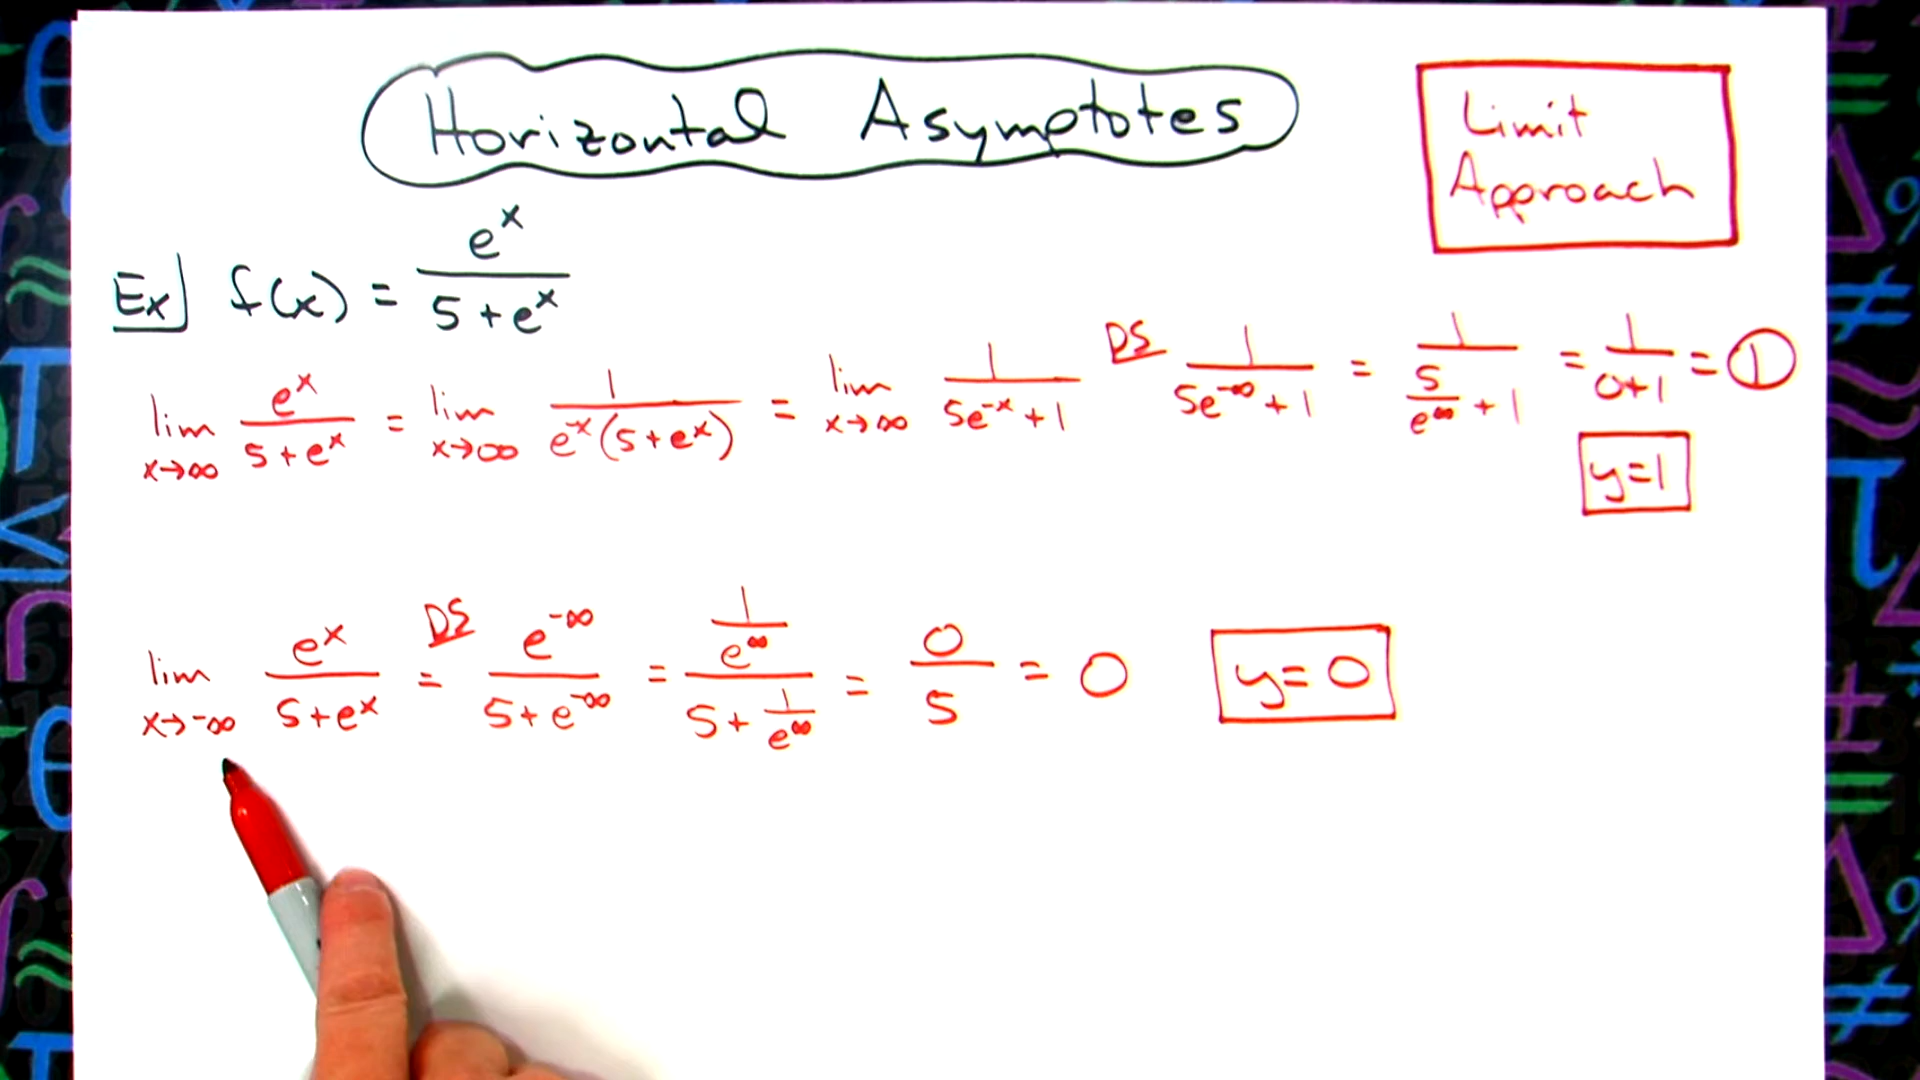 Horizontal Asymptotes
Limit
Approach
Ex] f(x) = e^x / (5 + e^x)
lim x→∞ e^x / (5 + e^x) = lim x→∞ 1 / (e^-x (5 + e^x)) = lim x→∞ 1 / (5e^-x + 1) DS 1 / (5e^-∞ + 1) = 1 / (5/e^∞ + 1) = 1 / (0 + 1) = 1
y=1
lim x→-∞ e^x / (5 + e^x) DS = e^-∞ / (5 + e^-∞) = (1/e^∞) / (5 + 1/e^∞) = 0 / 5 = 0 y=0